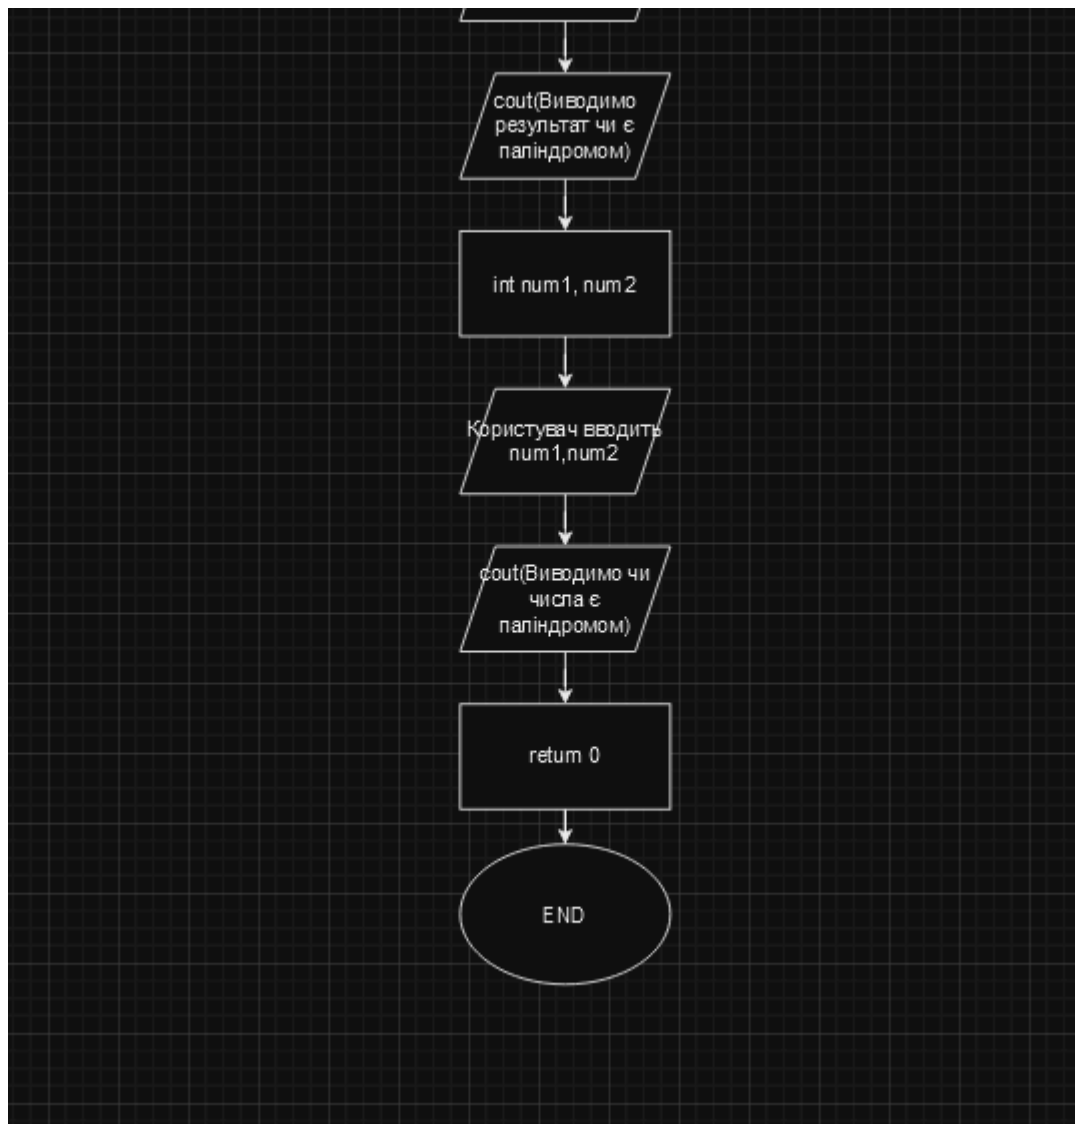 cout(Виводимо
результат чи є
паліндромом)
int num1, num2
Користувач вводить
num1,num2
cout(Виводимо чи
числа є
паліндромом)
return 0
END